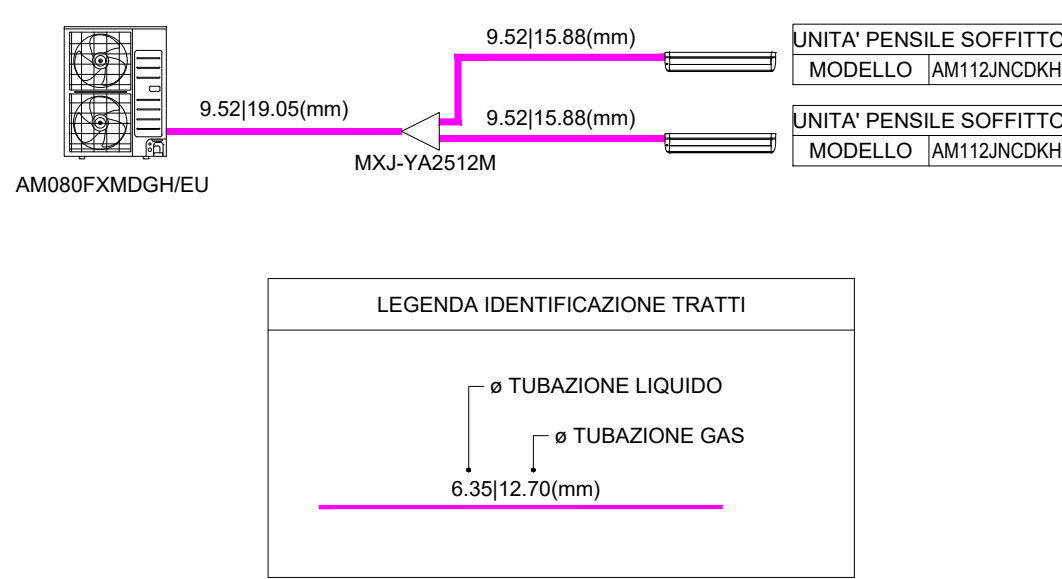 9.52|15.88(mm)
UNITA' PENSILE SOFFITTO
MODELLO AM112JNCDKH
9.52|19.05(mm)
9.52|15.88(mm)
UNITA' PENSILE SOFFITTO
MODELLO AM112JNCDKH
MXJ-YA2512M
AM080FXMDGH/EU
LEGENDA IDENTIFICAZIONE TRATTI
ø TUBAZIONE LIQUIDO
ø TUBAZIONE GAS
6.35|12.70(mm)